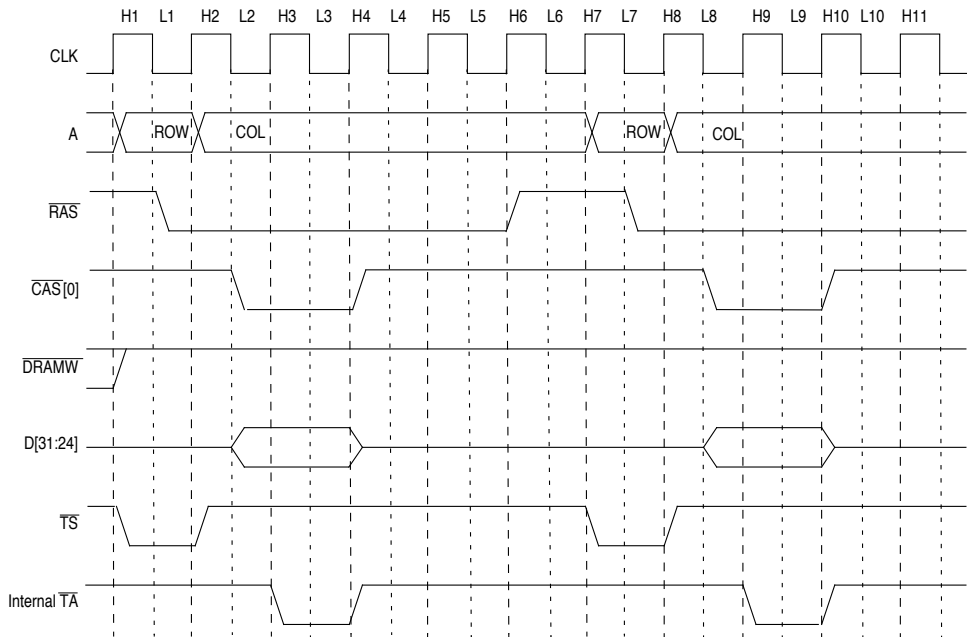 H1 L1 H2 L2 H3 L3 H4 L4 H5 L5 H6 L6 H7 L7 H8 L8 H9 L9 H10 L10 H11
CLK
A ROW COL ROW COL
RAS
CAS[0]
DRAMW
D[31:24]
TS
Internal TA